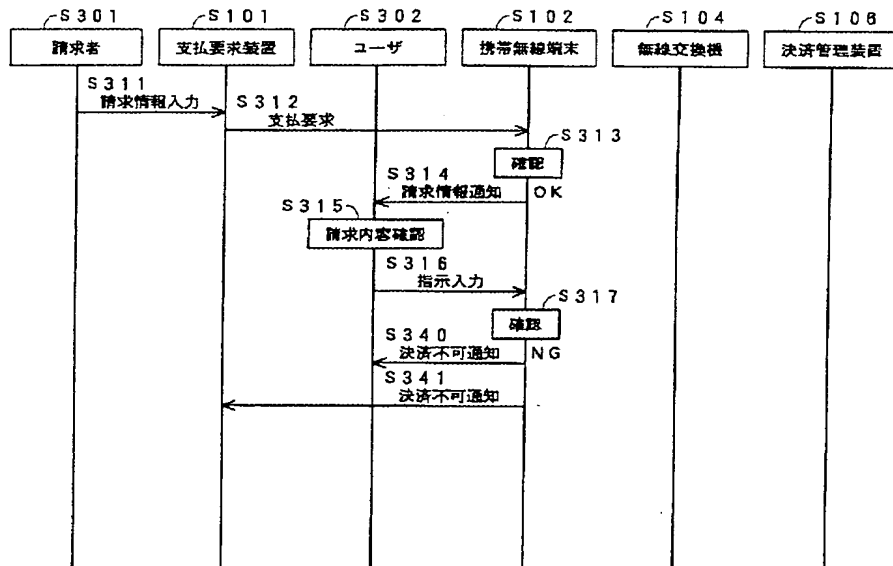 S301
S101
S302
S102
S104
S106
請求者
支払要求装置
ユーザ
携帯無線端末
無線交換機
決済管理装置
S311
請求情報入力
S312
支払要求
S313
確認
S314
請求情報通知
OK
S315
請求内容確認
S316
指示入力
S317
確認
S340
決済不可通知
NG
S341
決済不可通知